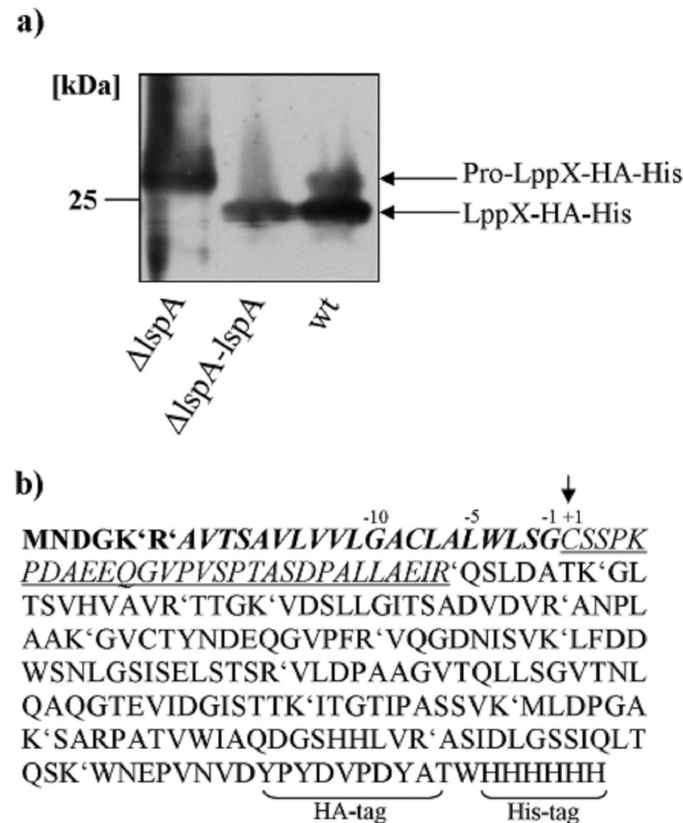 a)
[kDa]
25
Pro-LppX-HA-His
LppX-HA-His
ΔlspA
ΔlspA-lspA
wt
b)
-10 -5 -1 +1
MNDGK‘R‘AVTSAVLVVLGACLALWLSGCSSPK
PDAEEQGVPVSPTASDPALLAEIR‘QSLDATK‘GL
TSVHVAVR‘TTGK‘VDSLLGITSADVDVR‘ANPL
AAK‘GVCTYNDEQGVPFR‘VQGDNISVK‘LFDD
WSNLGSISELSTSR‘VLDPAAGVTQLLSGVTNL
QAQGTEVIDGISTTK‘ITGTIPASSVK‘MLDPGA
K‘SARPATVWIAQDGSHHLVR‘ASIDLGSSIQLT
QSK‘WNEPVNVDYPYDVPDYATWHHHHHH
HA-tag His-tag